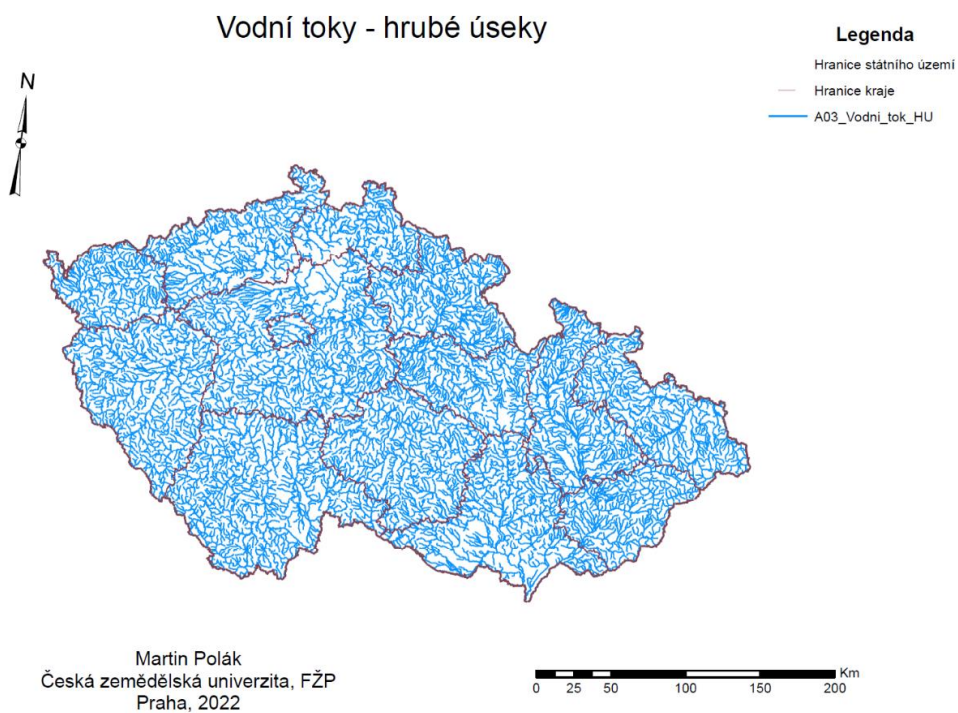 Vodní toky - hrubé úseky
Legenda
Hranice státního území
Hranice kraje
A03_Vodni_tok_HU
N
Martin Polák
Česká zemědělská univerzita, FŽP
Praha, 2022
Km
0 25 50 100 150 200